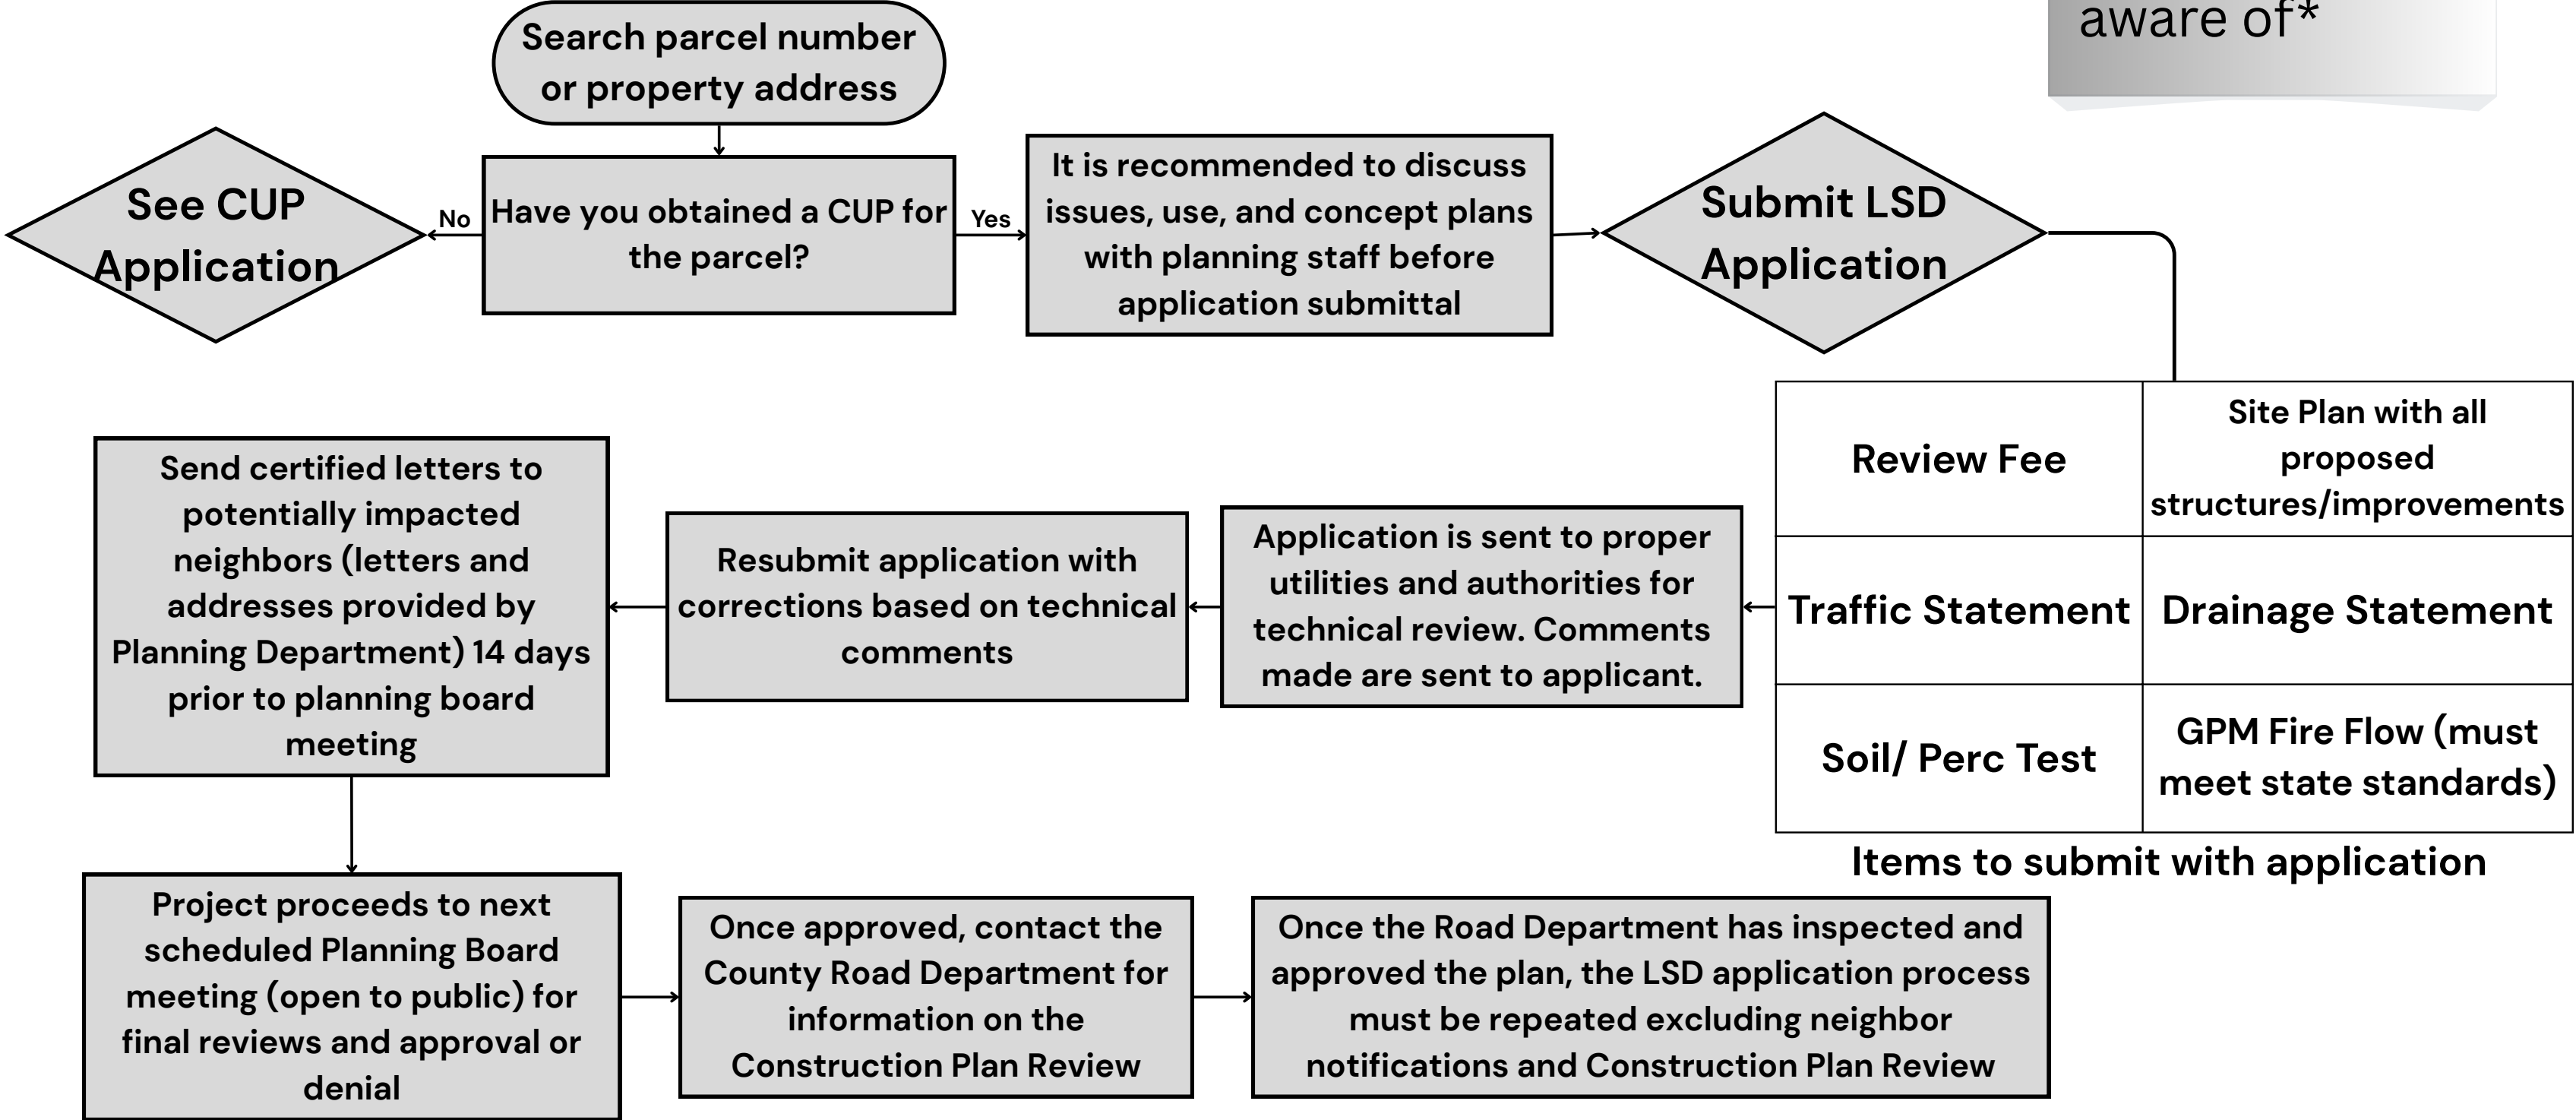 aware of*
Search parcel number
or property address
See CUP
Application
No
Have you obtained a CUP for
the parcel?
Yes
It is recommended to discuss
issues, use, and concept plans
with planning staff before
application submittal
Submit LSD
Application
Review Fee
Site Plan with all
proposed
structures/improvements
Traffic Statement
Drainage Statement
Soil/ Perc Test
GPM Fire Flow (must
meet state standards)
Items to submit with application
Application is sent to proper
utilities and authorities for
technical review. Comments
made are sent to applicant.
Resubmit application with
corrections based on technical
comments
Send certified letters to
potentially impacted
neighbors (letters and
addresses provided by
Planning Department) 14 days
prior to planning board
meeting
Project proceeds to next
scheduled Planning Board
meeting (open to public) for
final reviews and approval or
denial
Once approved, contact the
County Road Department for
information on the
Construction Plan Review
Once the Road Department has inspected and
approved the plan, the LSD application process
must be repeated excluding neighbor
notifications and Construction Plan Review